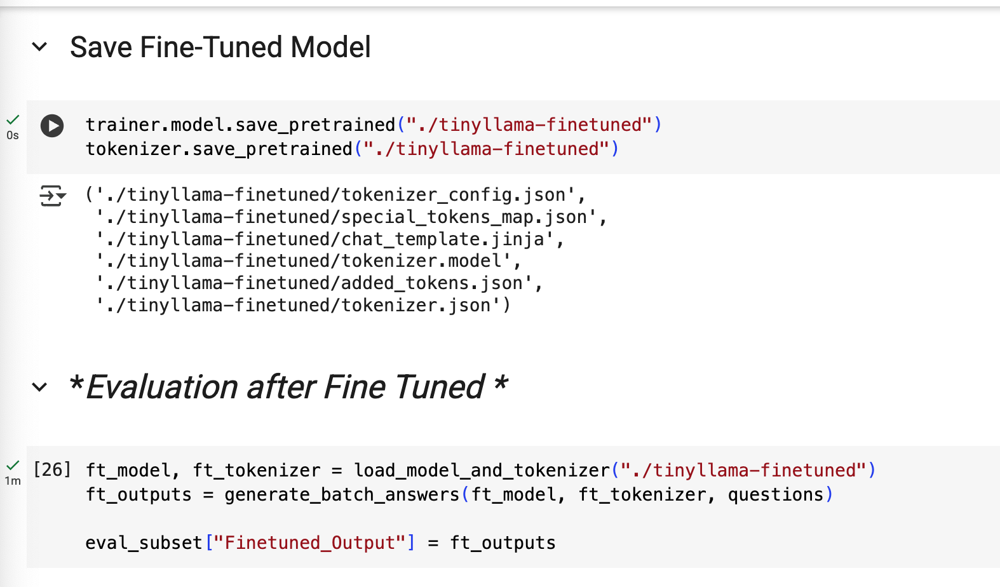 Save Fine-Tuned Model
0s
trainer.model.save_pretrained("./tinyllama-finetuned")
tokenizer.save_pretrained("./tinyllama-finetuned")
('./tinyllama-finetuned/tokenizer_config.json',
'./tinyllama-finetuned/special_tokens_map.json',
'./tinyllama-finetuned/chat_template.jinja',
'./tinyllama-finetuned/tokenizer.model',
'./tinyllama-finetuned/added_tokens.json',
'./tinyllama-finetuned/tokenizer.json')
*Evaluation after Fine Tuned *
1m
[26] ft_model, ft_tokenizer = load_model_and_tokenizer("./tinyllama-finetuned")
ft_outputs = generate_batch_answers(ft_model, ft_tokenizer, questions)
eval_subset["Finetuned_Output"] = ft_outputs